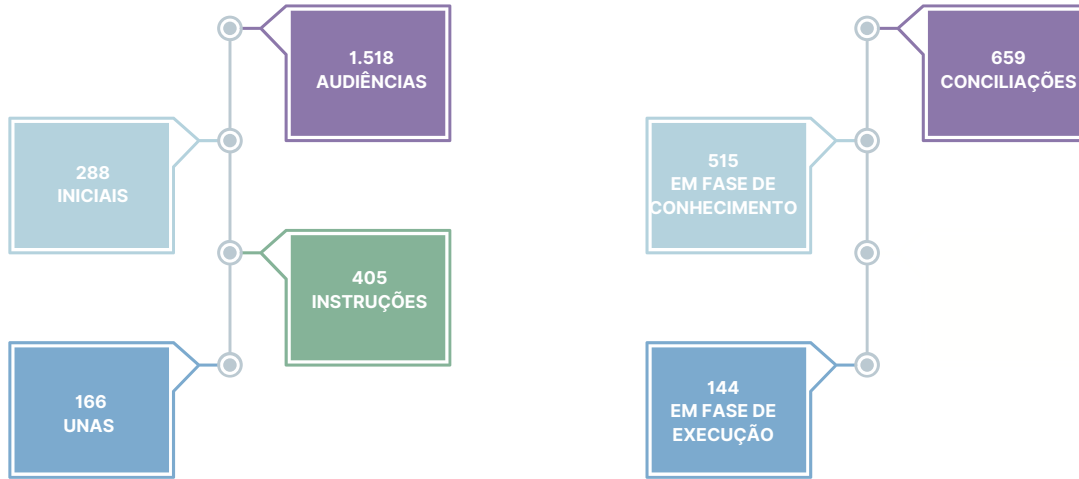 1.518
AUDIÊNCIAS
288
INICIAIS
405
INSTRUÇÕES
166
UNAS
659
CONCILIAÇÕES
515
EM FASE DE
CONHECIMENTO
144
EM FASE DE
EXECUÇÃO